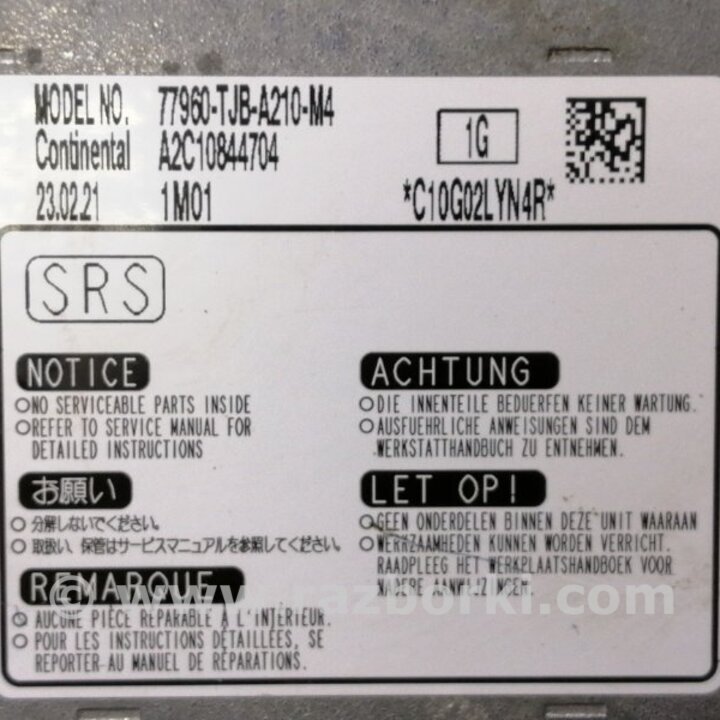 MODEL NO. 77960-TJB-A210-M4
Continental A2C10844704
23.02.21 1M01
1G
*C10G02LYN4R*
SRS
NOTICE
○NO SERVICEABLE PARTS INSIDE
○REFER TO SERVICE MANUAL FOR
DETAILED INSTRUCTIONS
お願い
○ 分解しないでください。
○ 取扱い、保管はサービスマニュアルを参照してください。
REMARQUE
○ AUCUNE PIÈCE RÉPARABLE A L'INTÉRIEUR.
○ POUR LES INSTRUCTIONS DÉTAILLÉES, SE
REPORTER AU MANUEL DE RÉPARATIONS.
ACHTUNG
○DIE INNENTEILE BEDUERFEN KEINER WARTUNG.
○AUSFUEHRLICHE ANWEISUNGEN SIND DEM
WERKSTATTHANDBUCH ZU ENTNEHMEN.
LET OP!
○GEEN ONDERDELEN BINNEN DEZE UNIT WAARAAN
○WERKZAAMHEDEN KUNNEN WORDEN VERRICHT.
RAADPLEEG HET WERKPLAATSHANDBOEK VOOR
NADERE AANWIJZINGEN.
© www.razborki.com